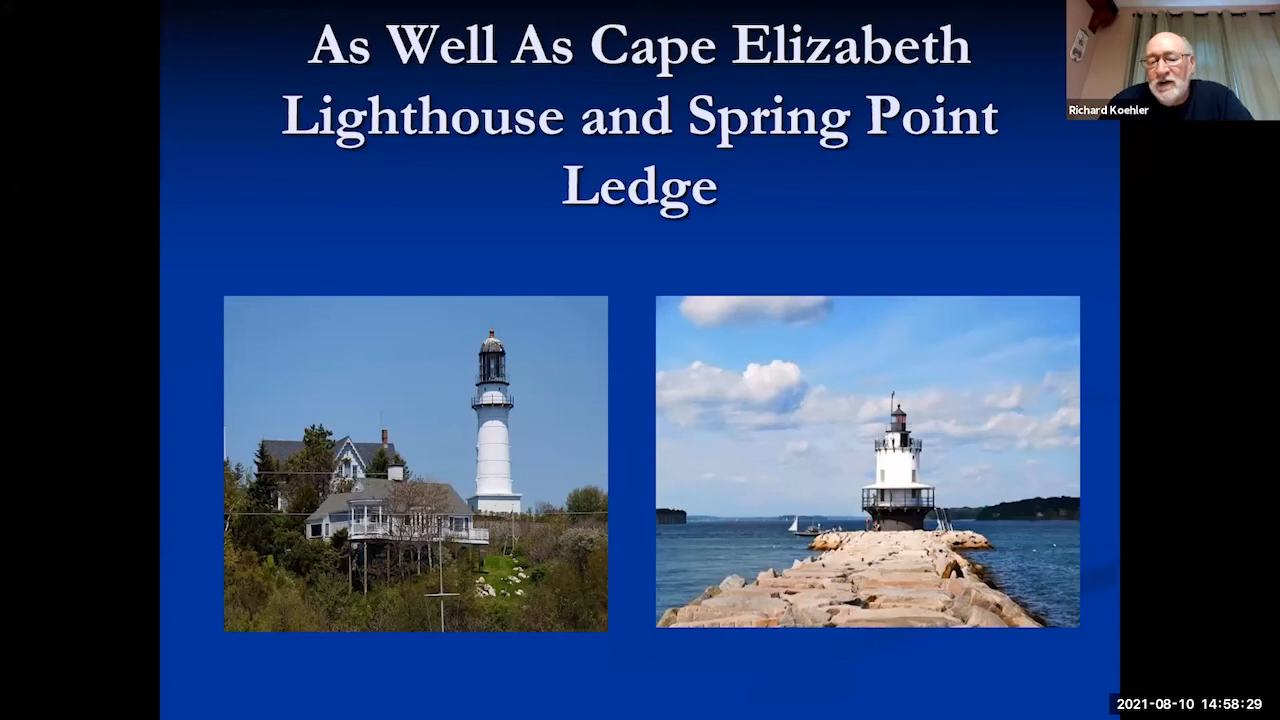 As Well As Cape Elizabeth
Lighthouse and Spring Point
Ledge
Richard Koehler
2021-08-10 14:58:29